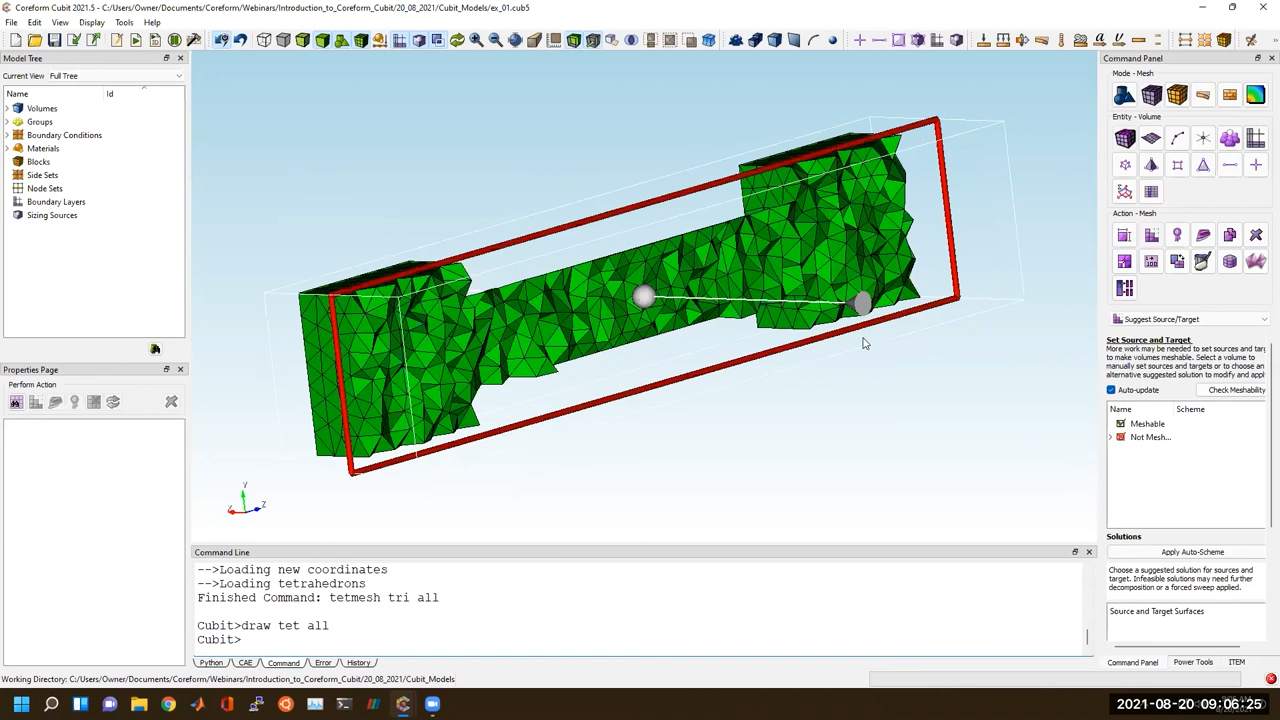 Coreform Cubit 2021.5 - C:/Users/Owner/Documents/Coreform/Webinars/Introduction_to_Coreform_Cubit/20_08_2021/Cubit_Models/ex_01.cub5
File Edit View Display Tools Help
Model Tree
Current View Full Tree
Name Id
Volumes
Groups
Boundary Conditions
Materials
Blocks
Side Sets
Node Sets
Boundary Layers
Sizing Sources
Properties Page
Perform Action
Y
Z
Command Line
-->Loading new coordinates
-->Loading tetrahedrons
Finished Command: tetmesh tri all
Cubit>draw tet all
Cubit>
Python CAE Command Error History
Command Panel
Mode - Mesh
Entity - Volume
Action - Mesh
Suggest Source/Target
Set Source and Target
More work may be needed to set sources and targ
to make volumes meshable. Select a volume to
manually set sources and targets or to choose an
alternative suggested solution to modify and appl
Auto-update Check Meshability
Name Scheme
Meshable
Not Mesh...
Solutions
Apply Auto-Scheme
Choose a suggested solution for sources and
target. Infeasible solutions may need further
decomposition or a forced sweep applied.
Source and Target Surfaces
Command Panel Power Tools ITEM
Working Directory: C:/Users/Owner/Documents/Coreform/Webinars/Introduction_to_Coreform_Cubit/20_08_2021/Cubit_Models
2021-08-20 09:06:25